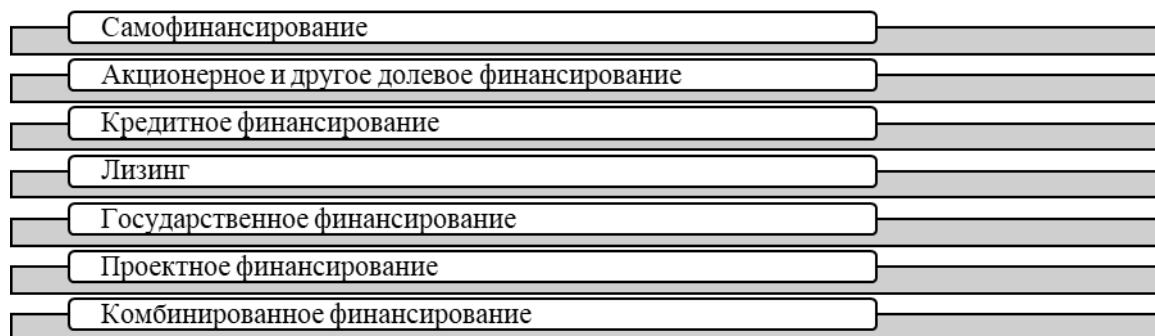 Самофинансирование
Акционерное и другое долевое финансирование
Кредитное финансирование
Лизинг
Государственное финансирование
Проектное финансирование
Комбинированное финансирование